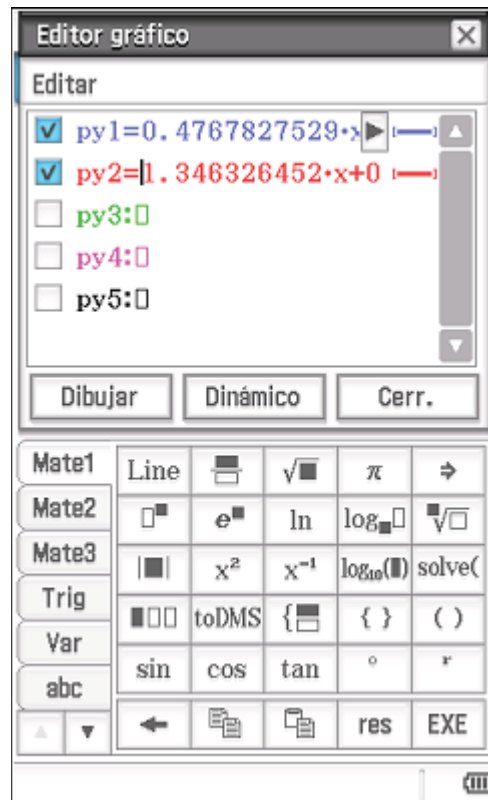 Editor gráfico
Editar
py1=0.4767827529·x
py2=1.346326452·x+0
py3:
py4:
py5:
Dibujar Dinámico Cerr.
Mate1 Line √ π ⇒
Mate2 e ln log √
Mate3 x² x⁻¹ log₁₀( ) solve(
Trig toDMS { { } ( )
Var sin cos tan ° r
abc
res EXE